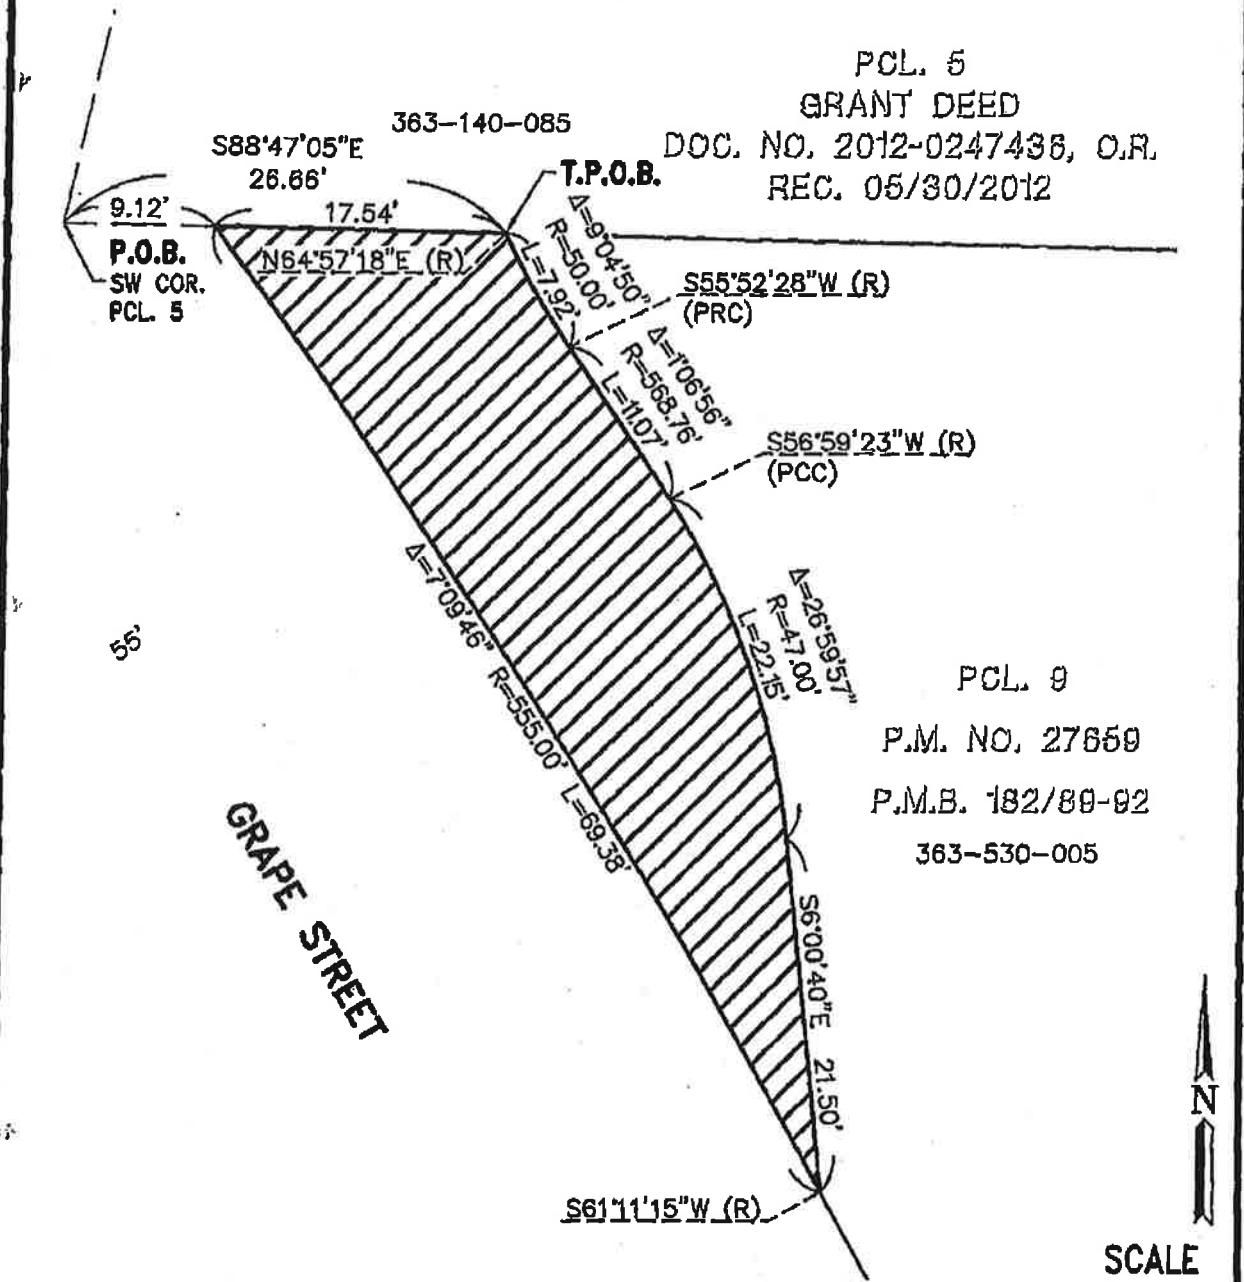 PCL. 5
GRANT DEED
DOC. NO. 2012-0247436, O.R.
REC. 05/30/2012
363-140-085
S88°47'05"E
26.66'
T.P.O.B.
9.12'
17.54'
P.O.B.
SW COR.
PCL. 5
N64°57'18"E (R)
Δ=9°04'50"
R=50.00'
L=7.92'
S55°52'28"W (R)
(PRC)
Δ=1°06'56"
R=568.76'
L=11.07'
S56°59'23"W (R)
(PCC)
Δ=26°59'57"
R=47.00'
L=22.15'
Δ=7°09'46" R=555.00' L=69.38'
55'
PCL. 9
P.M. NO. 27659
P.M.B. 182/89-92
363-530-005
GRAPE STREET
S6°00'40"E 21.50'
N
S61°11'15"W (R)
SCALE